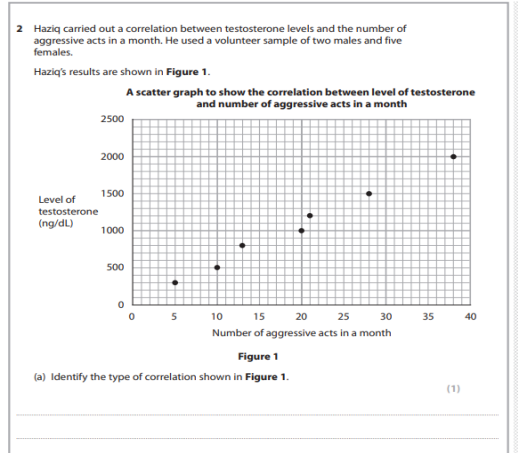 2 Haziq carried out a correlation between testosterone levels and the number of
aggressive acts in a month. He used a volunteer sample of two males and five
females.
Haziq's results are shown in Figure 1.
A scatter graph to show the correlation between level of testosterone
and number of aggressive acts in a month
2500
2000
1500
Level of
testosterone
(ng/dL)
1000
500
0
0 5 10 15 20 25 30 35 40
Number of aggressive acts in a month
Figure 1
(a) Identify the type of correlation shown in Figure 1.
(1)